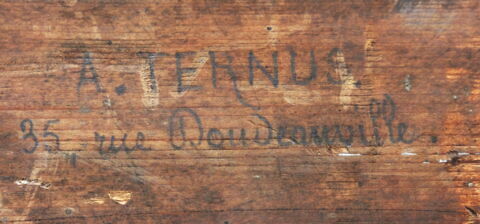 A. TERNUS.
35, rue Doudeauville.